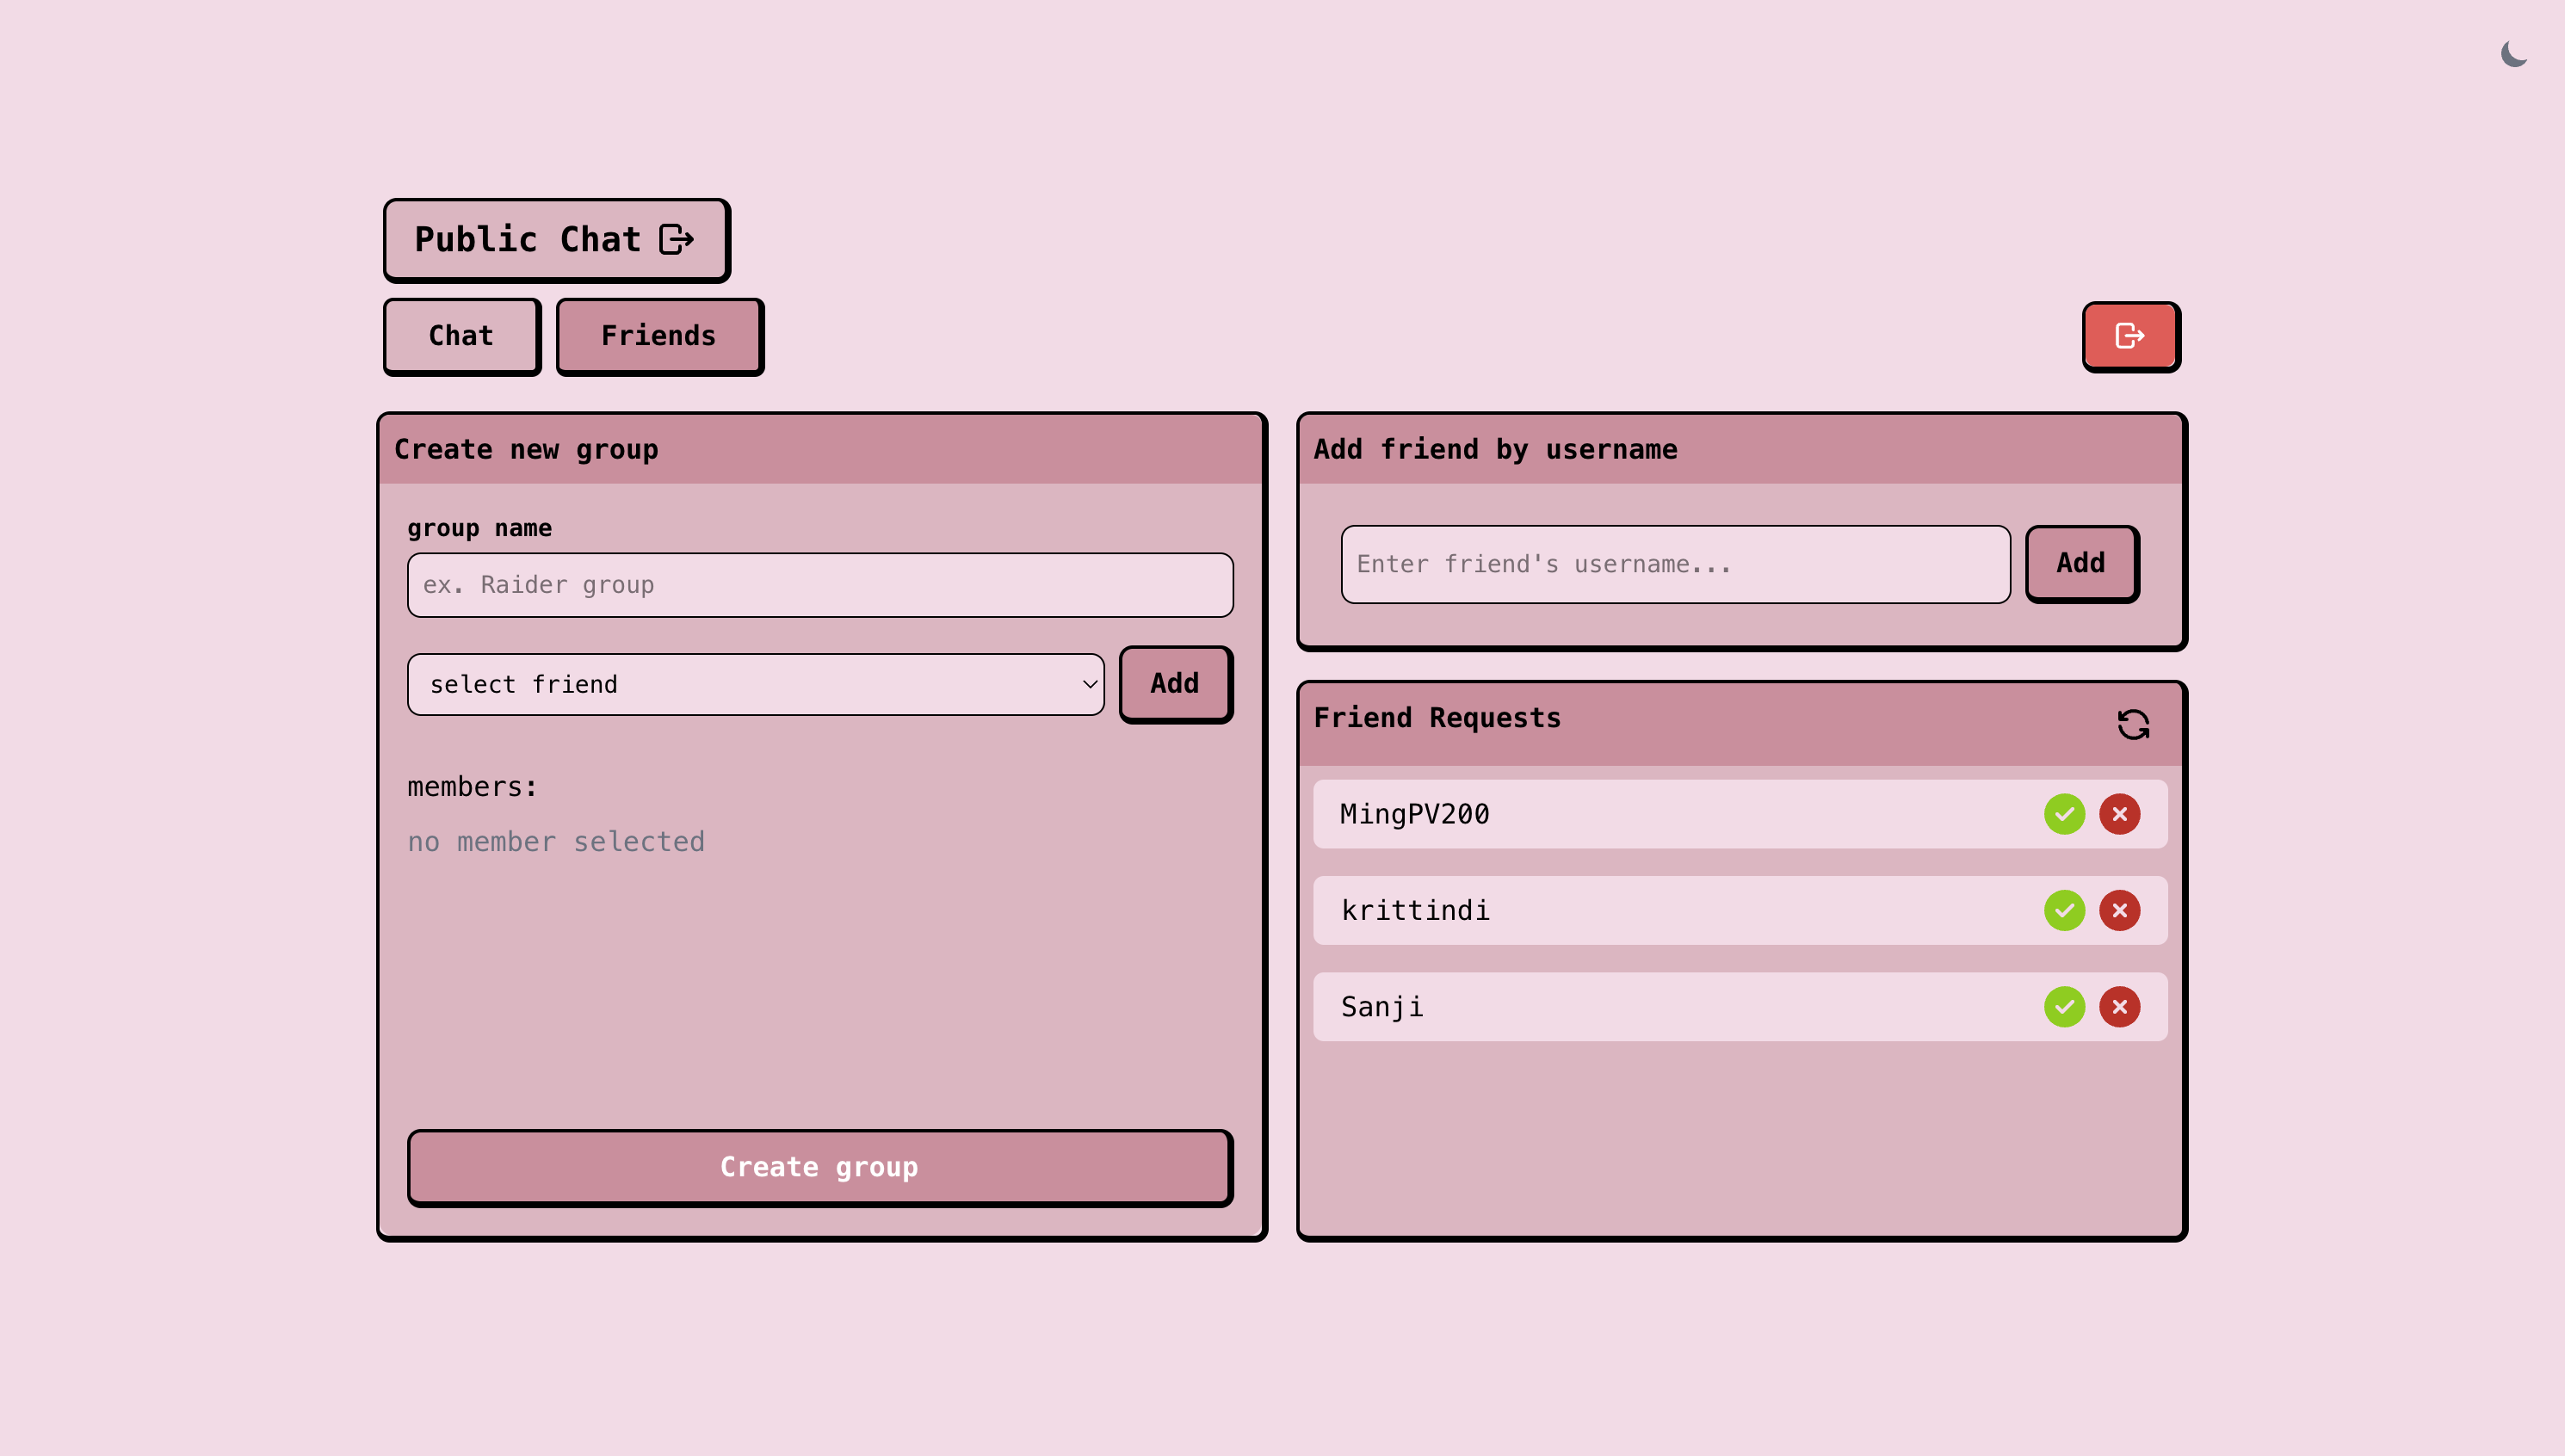 Public Chat
Chat
Friends
Create new group
group name
ex. Raider group
select friend
Add
members:
no member selected
Create group
Add friend by username
Enter friend's username...
Add
Friend Requests
MingPV200
krittindi
Sanji